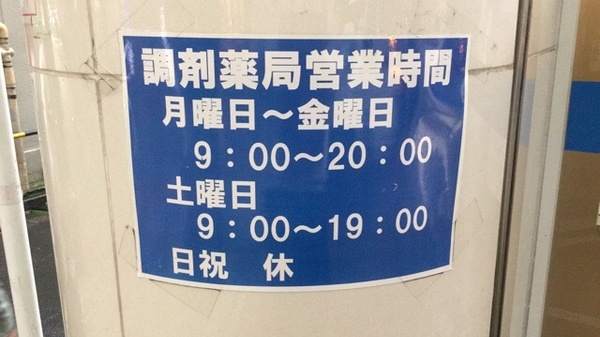 調剤薬局営業時間
月曜日～金曜日
9：00～20：00
土曜日
9：00～19：00
日祝　休